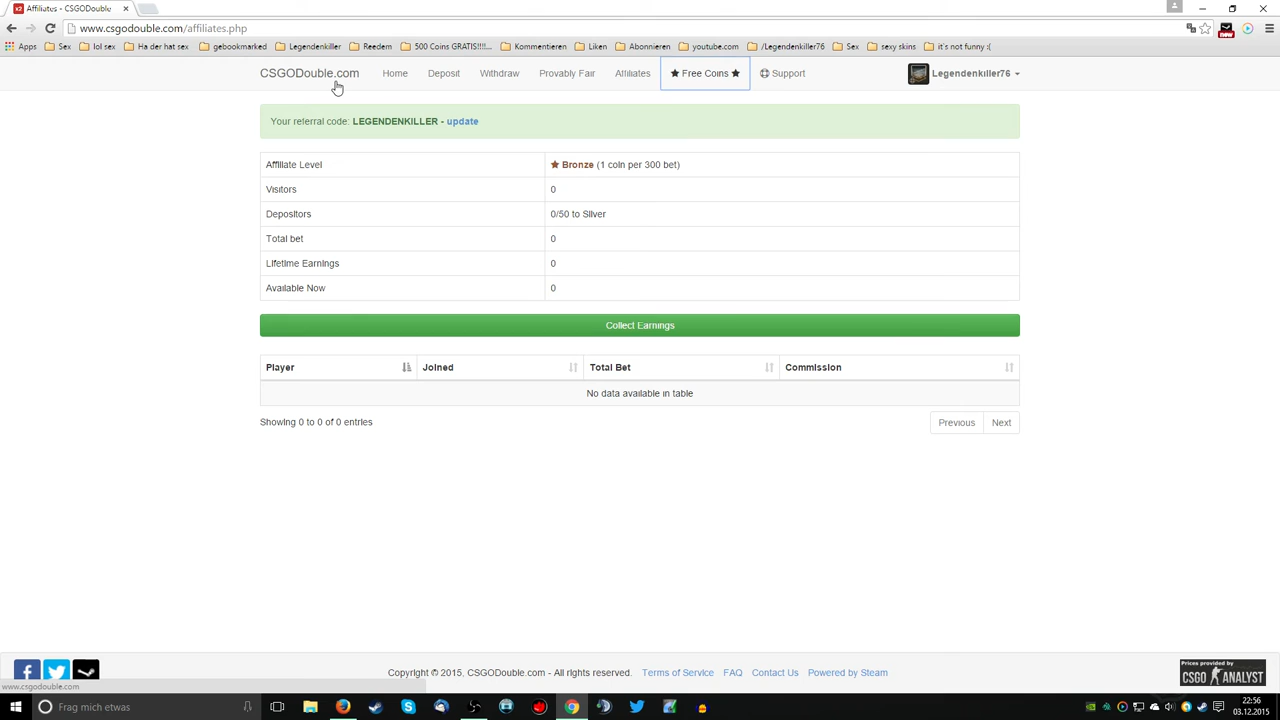 Affiliates - CSGODouble.c
www.csgodouble.com/affiliates.php
Apps Sex lol sex Ha der hat sex gebookmarked Legendenkiller Reedem 500 Coins GRATIS!!!!... Kommentieren Liken Abonnieren youtube.com /Legendenkiller76 Sex sexy skins it's not funny :(
CSGODouble.com Home Deposit Withdraw Provably Fair Affiliates ★ Free Coins ★ Support Legendenkiller76
Your referral code: LEGENDENKILLER - update
Affiliate Level ★ Bronze (1 coin per 300 bet)
Visitors 0
Depositors 0/50 to Silver
Total bet 0
Lifetime Earnings 0
Available Now 0
Collect Earnings
Player Joined Total Bet Commission
No data available in table
Showing 0 to 0 of 0 entries Previous Next
Copyright © 2015, CSGODouble.com - All rights reserved. Terms of Service FAQ Contact Us Powered by Steam
Prices provided by
CSGO ANALYST
www.csgodouble.com
Frag mich etwas
22:56
03.12.2015